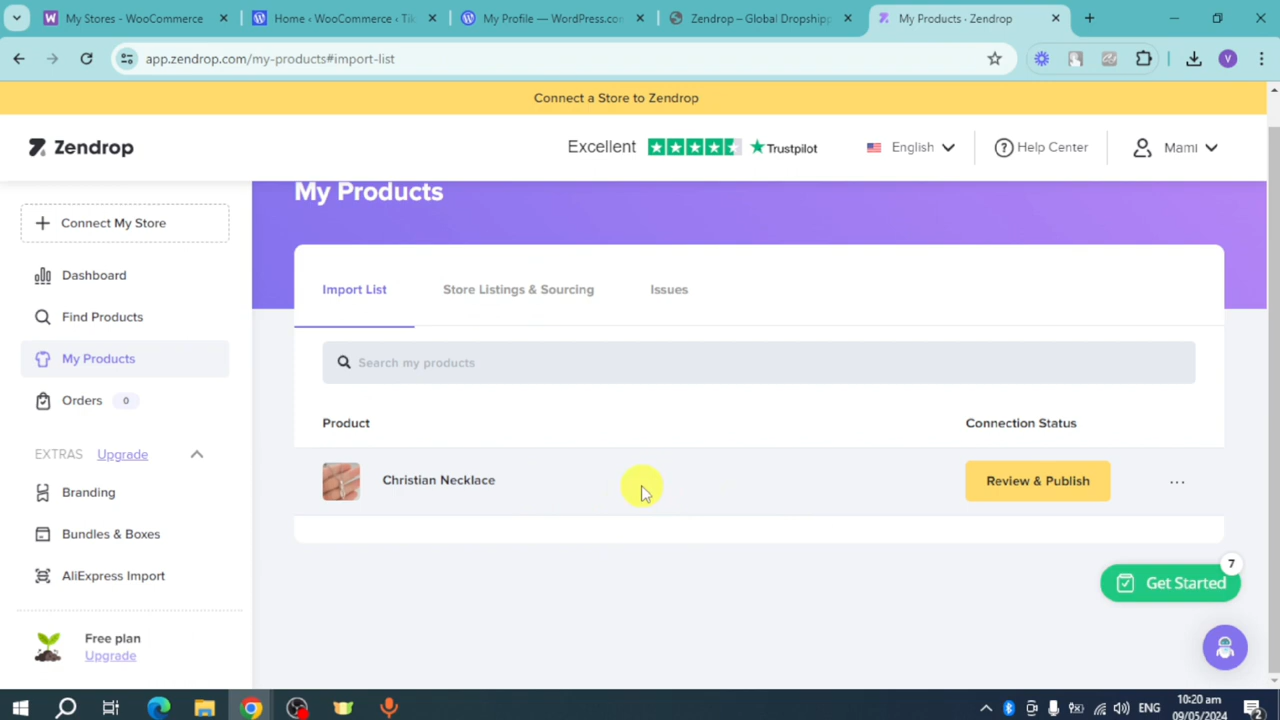 My Stores - WooCommerce
Home ‹ WooCommerce ‹ Tik
My Profile — WordPress.con
Zendrop – Global Dropshipp
My Products · Zendrop
app.zendrop.com/my-products#import-list
V
Connect a Store to Zendrop
Zendrop
Excellent
Trustpilot
English
Help Center
Mami
Connect My Store
Dashboard
Find Products
My Products
Orders 0
EXTRAS Upgrade
Branding
Bundles & Boxes
AliExpress Import
Free plan
Upgrade
My Products
Import List
Store Listings & Sourcing
Issues
Search my products
Product
Connection Status
Christian Necklace
Review & Publish
...
7
Get Started
ENG
10:20 am
09/05/2024
2